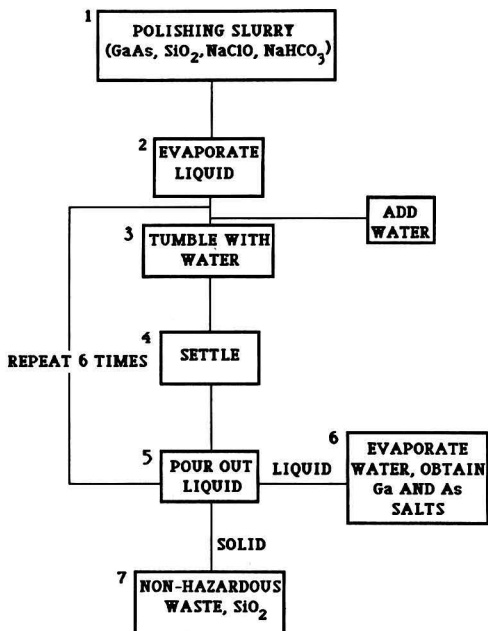 1
POLISHING SLURRY
(GaAs, SiO₂, NaClO, NaHCO₃)
2
EVAPORATE
LIQUID
ADD
WATER
3
TUMBLE WITH
WATER
4
SETTLE
REPEAT 6 TIMES
5
POUR OUT
LIQUID
LIQUID
6
EVAPORATE
WATER, OBTAIN
Ga AND As
SALTS
SOLID
7
NON-HAZARDOUS
WASTE, SiO₂